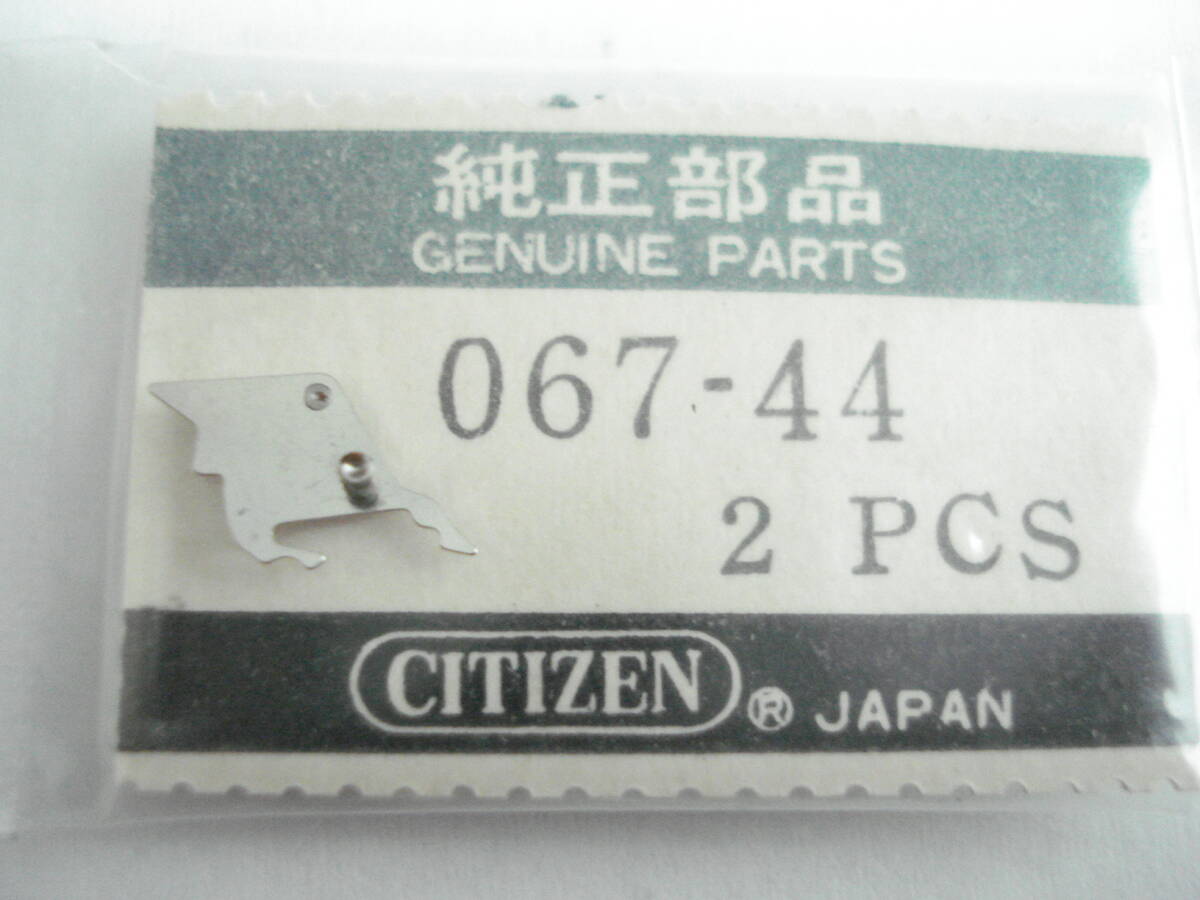 純正部品
GENUINE PARTS
067-44
2 PCS
CITIZEN ® JAPAN